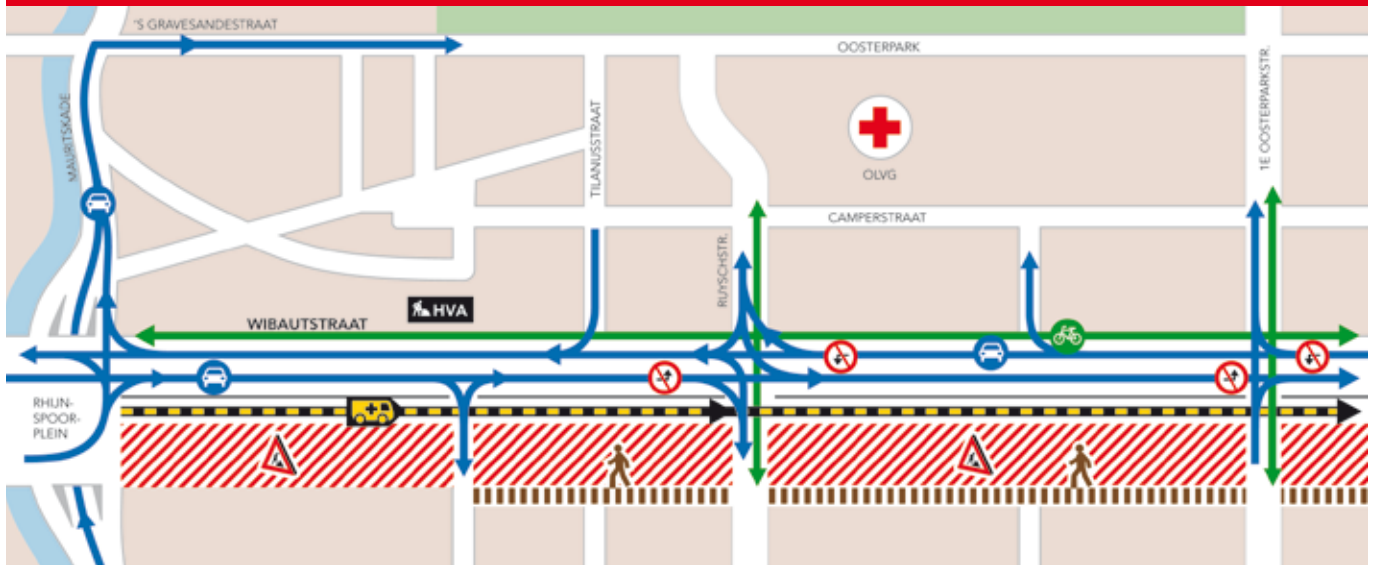 'S GRAVESANDESTRAAT
OOSTERPARK
1E OOSTERPARKSTR.
MAURITSKADE
TILANUSSTRAAT
OLVG
CAMPERSTRAAT
RUYSCHSTR.
HVA
WIBAUTSTRAAT
RHIJN-
SPOOR-
PLEIN